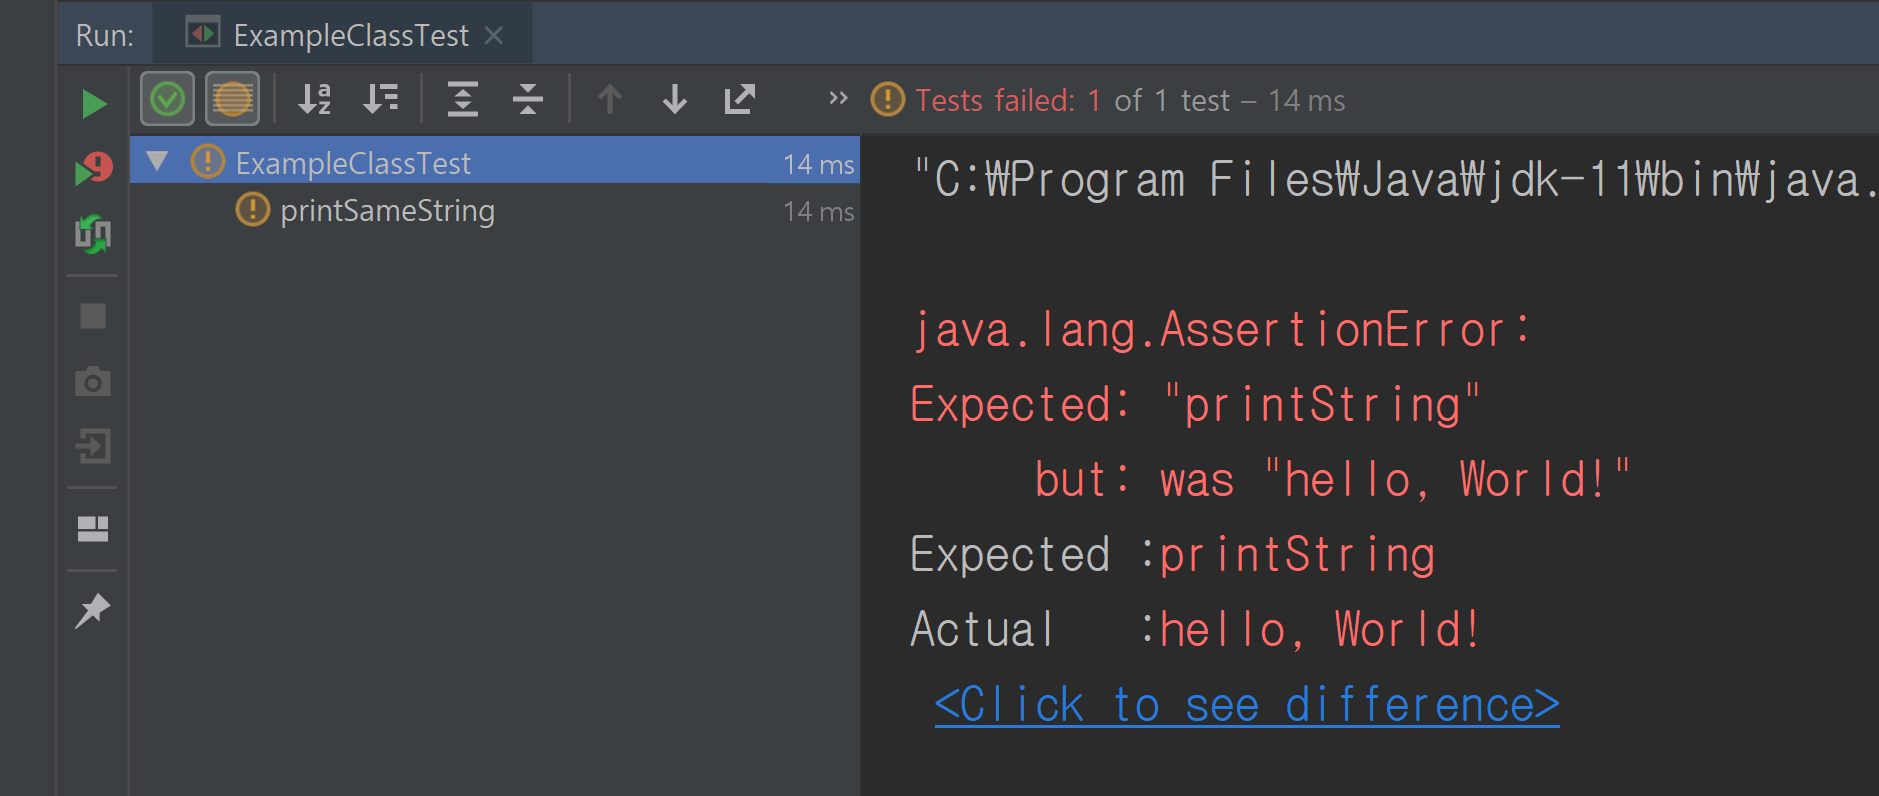 Run: ExampleClassTest
Tests failed: 1 of 1 test – 14 ms
ExampleClassTest 14 ms
printSameString 14 ms
"C:₩Program Files₩Java₩jdk-11₩bin₩java.
java.lang.AssertionError:
Expected: "printString"
but: was "hello, World!"
Expected :printString
Actual :hello, World!
<Click to see difference>